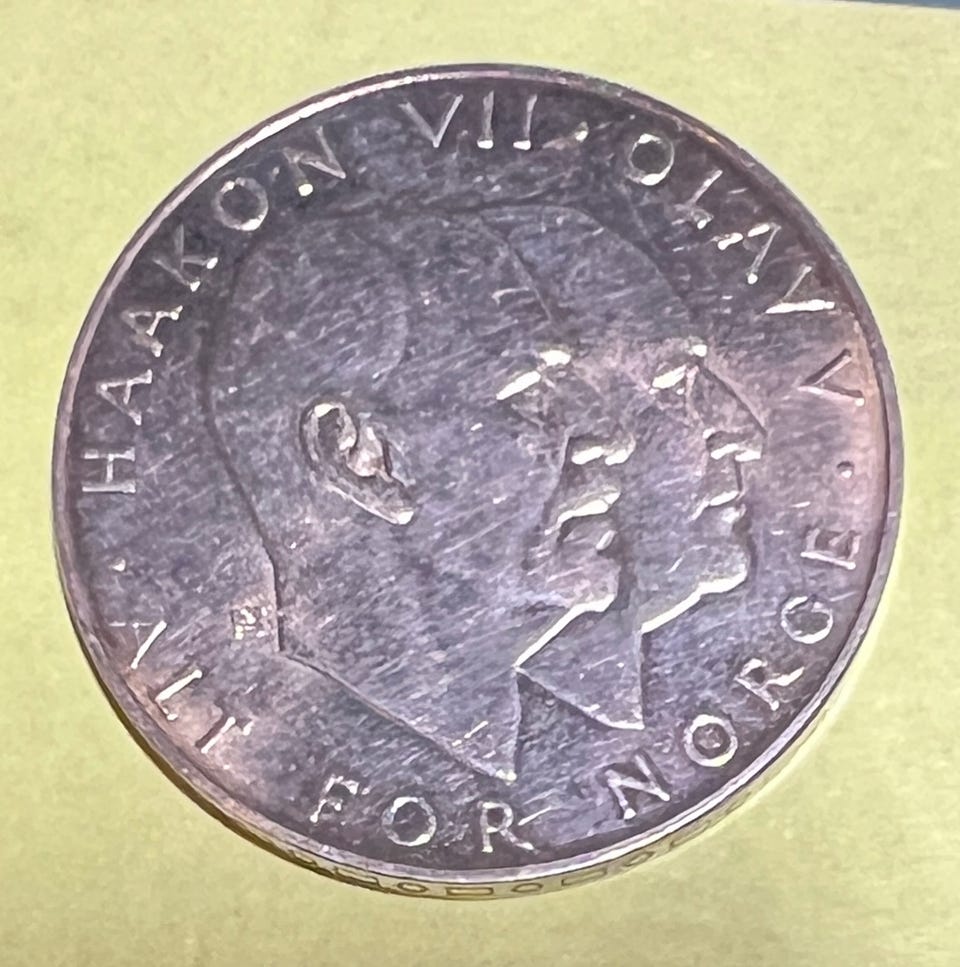 HAAKON VII · OLAV V ·
ALT FOR NORGE ·